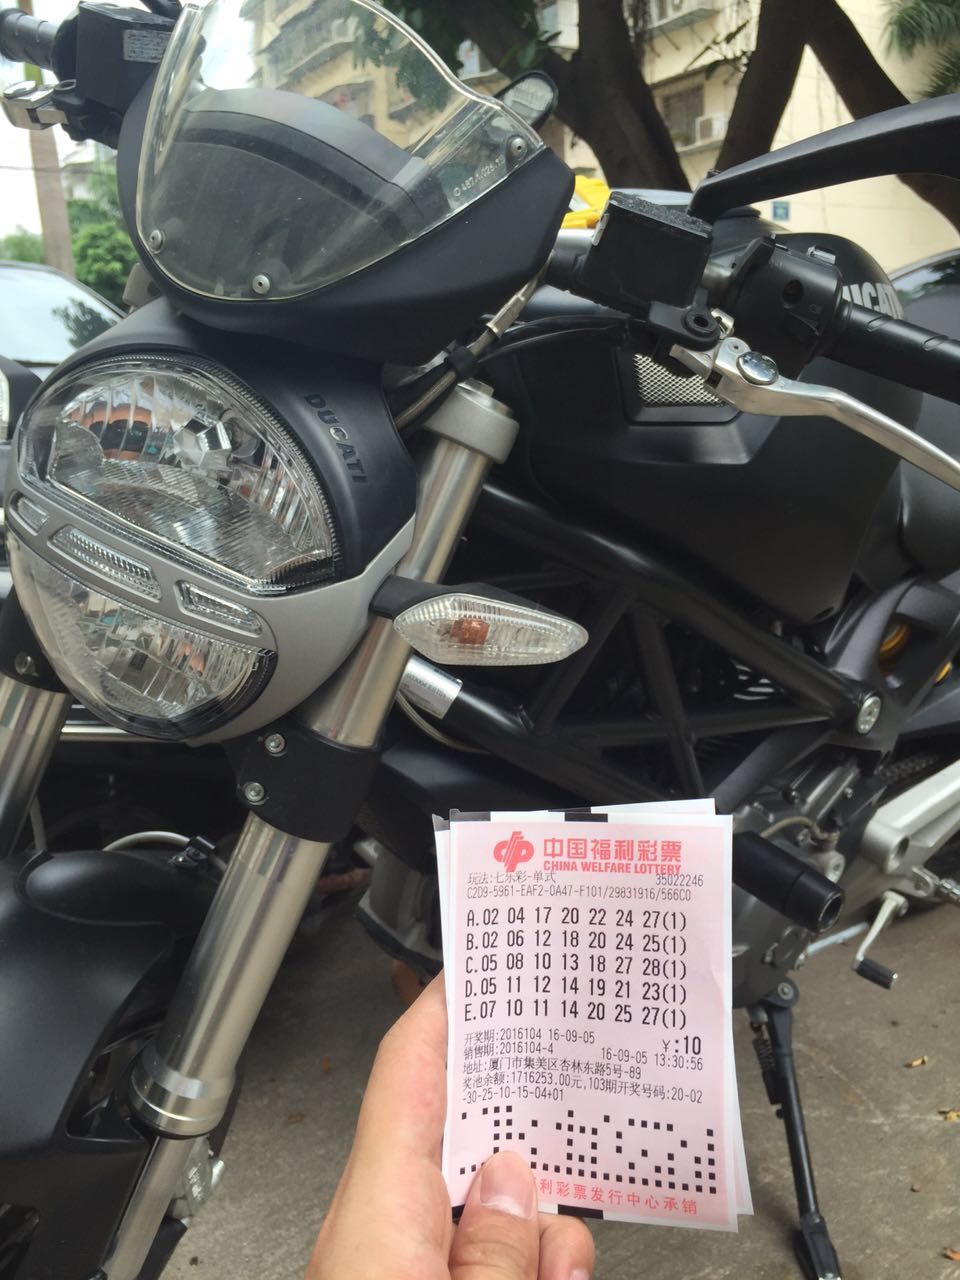 DUCATI
中国福利彩票
CHINA WELFARE LOTTERY
玩法:七乐彩-单式 35022246
C2D9-5961-EAF2-0A47-F101/29831916/566C0
A.02 04 17 20 22 24 27(1)
B.02 06 12 18 20 24 25(1)
C.05 08 10 13 18 27 28(1)
D.05 11 12 14 19 21 23(1)
E.07 10 11 14 20 25 27(1)
开奖期:2016104 16-09-05 ¥:10
销售期:2016104-4 16-09-05 13:30:56
地址:厦门市集美区杏林东路5号-89
奖池余额:1716253.00元,103期开奖号码:20-02
-30-25-10-15-04+01
利彩票发行中心承销